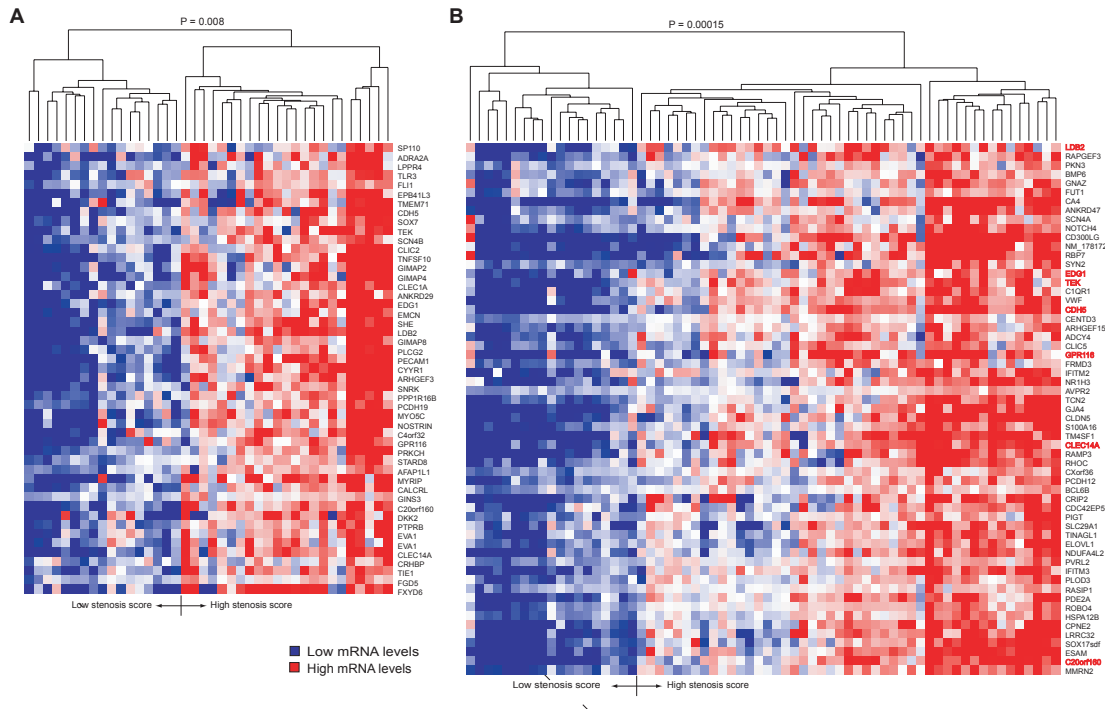 A
P = 0.008
SP110
ADRA2A
LPPR4
TLR3
FLI1
EPB41L3
TMEM71
CDH5
SOX7
TEK
SCN4B
CLIC2
TNFSF10
GIMAP2
GIMAP4
CLEC1A
ANKRD29
EDG1
EMCN
SHE
LDB2
GIMAP8
PLCG2
PECAM1
CYYR1
ARHGEF3
SNRK
PPP1R16B
PCDH19
MYO5C
NOSTRIN
C4orf32
GPR116
PRKCH
STARD8
AFAP1L1
MYRIP
CALCRL
GINS3
C20orf160
DKK2
PTPRB
EVA1
EVA1
CLEC14A
CRHBP
TIE1
FGD5
FXYD6
Low stenosis score
High stenosis score
Low mRNA levels
High mRNA levels
B
P = 0.00015
LDB2
RAPGEF3
PKN3
BMP6
GNAZ
FUT1
CA4
ANKRD47
SCN4A
NOTCH4
CD300LG
NM_178172
RBP7
SYN2
EDG1
TEK
C1QR1
VWF
CDH5
CENTD3
ARHGEF15
ADCY4
CLIC5
GPR116
FRMD3
IFITM2
NR1H3
AVPR2
TCN2
GJA4
CLDN5
S100A16
TM4SF1
CLEC14A
RAMP3
RHOC
CXorf36
PCDH12
BCL6B
CRIP2
CDC42EP5
PIGT
SLC29A1
TINAGL1
ELOVL1
NDUFA4L2
PVRL2
IFITM3
PLOD3
RASIP1
PDE2A
ROBO4
HSPA12B
CPNE2
LRRC32
SOX17sdf
ESAM
C20orf160
MMRN2
Low stenosis score
High stenosis score